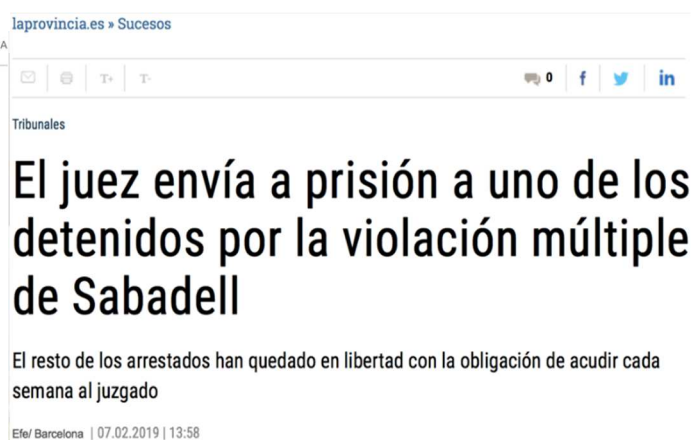 laprovincia.es » Sucesos
A
T+ T-
0 f in
Tribunales
El juez envía a prisión a uno de los
detenidos por la violación múltiple
de Sabadell
El resto de los arrestados han quedado en libertad con la obligación de acudir cada
semana al juzgado
Efe/ Barcelona | 07.02.2019 | 13:58